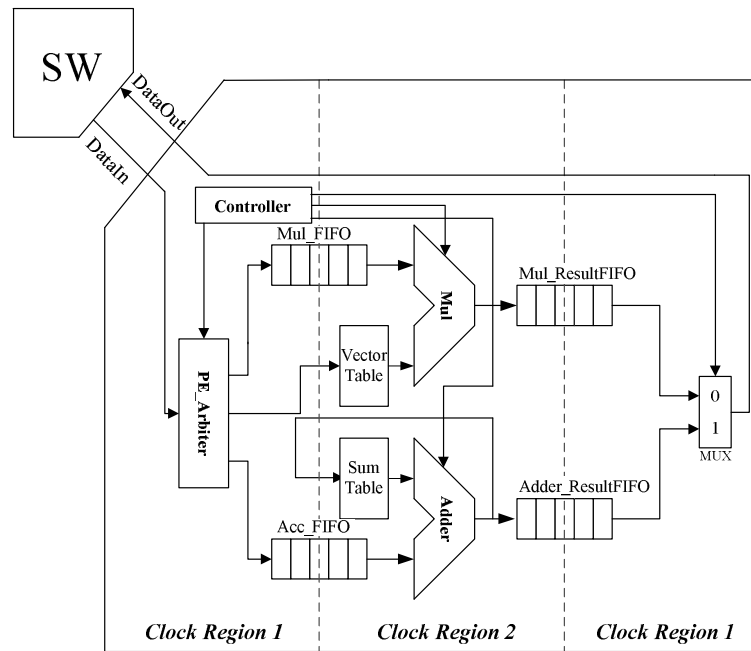 SW
DataOut
DataIn
Controller
Mul_FIFO
Mul
Mul_ResultFIFO
Vector
Table
PE_Arbiter
0
1
MUX
Sum
Table
Adder
Adder_ResultFIFO
Acc_FIFO
Clock Region 1
Clock Region 2
Clock Region 1